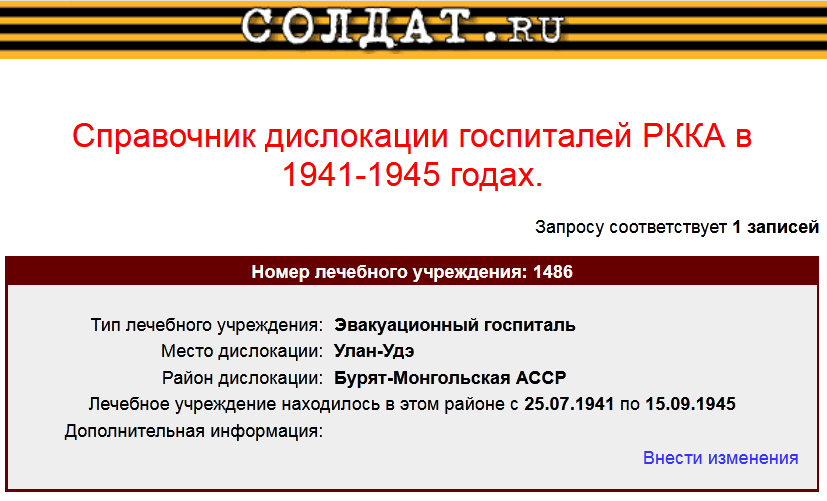 СОЛДАТ.RU
Справочник дислокации госпиталей РККА в
1941-1945 годах.
Запросу соответствует 1 записей
Номер лечебного учреждения: 1486
Тип лечебного учреждения: Эвакуационный госпиталь
Место дислокации: Улан-Удэ
Район дислокации: Бурят-Монгольская АССР
Лечебное учреждение находилось в этом районе с 25.07.1941 по 15.09.1945
Дополнительная информация:
Внести изменения